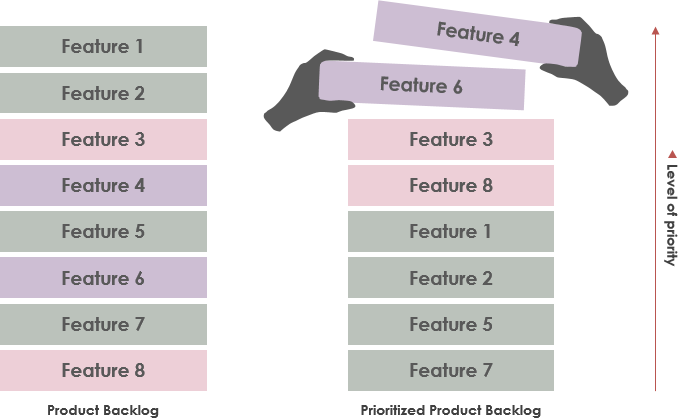 Feature 1
Feature 2
Feature 3
Feature 4
Feature 5
Feature 6
Feature 7
Feature 8
Product Backlog
Feature 4
Feature 6
Feature 3
Feature 8
Feature 1
Feature 2
Feature 5
Feature 7
Prioritized Product Backlog
Level of priority